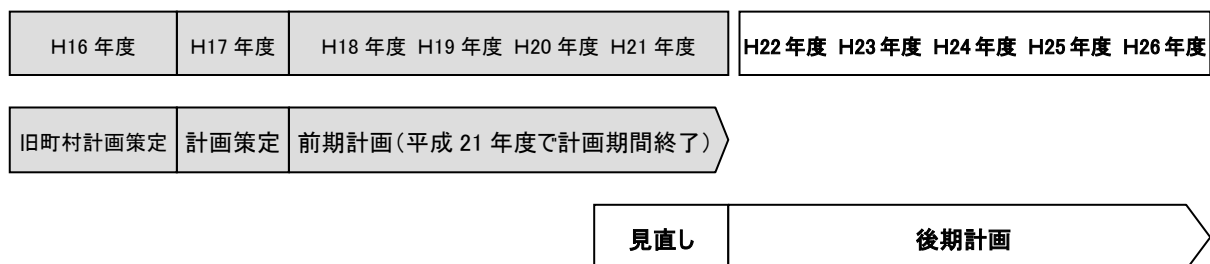 H16 年度 H17 年度 H18 年度 H19 年度 H20 年度 H21 年度 H22 年度 H23 年度 H24 年度 H25 年度 H26 年度
旧町村計画策定 計画策定 前期計画（平成 21 年度で計画期間終了）
見直し 後期計画